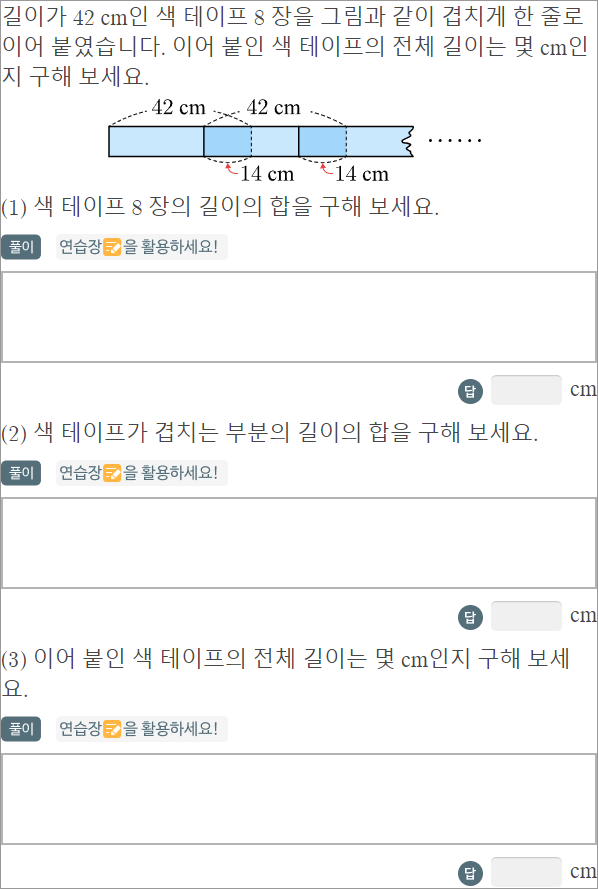 길이가 42 cm인 색 테이프 8 장을 그림과 같이 겹치게 한 줄로
이어 붙였습니다. 이어 붙인 색 테이프의 전체 길이는 몇 cm인
지 구해 보세요.
42 cm 42 cm
14 cm 14 cm
(1) 색 테이프 8 장의 길이의 합을 구해 보세요.
풀이 연습장을 활용하세요!
답 cm
(2) 색 테이프가 겹치는 부분의 길이의 합을 구해 보세요.
풀이 연습장을 활용하세요!
답 cm
(3) 이어 붙인 색 테이프의 전체 길이는 몇 cm인지 구해 보세
요.
풀이 연습장을 활용하세요!
답 cm